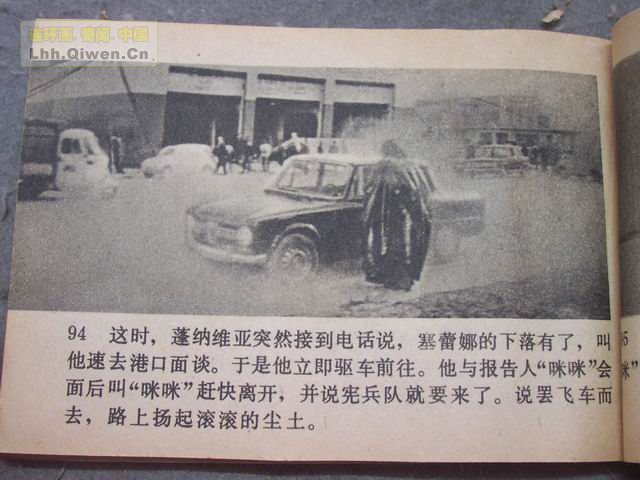 连环画.奇闻.中国
Lhh.Qiwen.Cn
94 这时，蓬纳维亚突然接到电话说，塞蕾娜的下落有了，叫
他速去港口面谈。于是他立即驱车前往。他与报告人“咪咪”会
面后叫“咪咪”赶快离开，并说宪兵队就要来了。说罢飞车而
去，路上扬起滚滚的尘土。
95
咪”